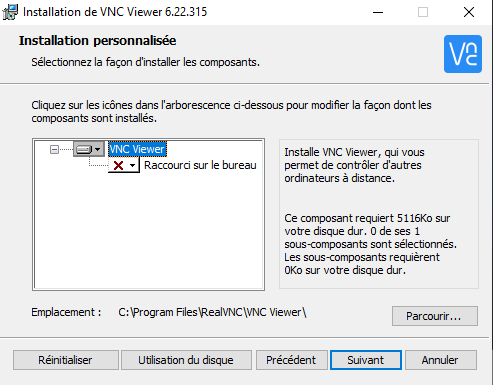 Installation de VNC Viewer 6.22.315
Installation personnalisée
Sélectionnez la façon d'installer les composants.
Cliquez sur les icônes dans l'arborescence ci-dessous pour modifier la façon dont les
composants sont installés.
VNC Viewer
Raccourci sur le bureau
Installe VNC Viewer, qui vous
permet de contrôler d'autres
ordinateurs à distance.
Ce composant requiert 5116Ko sur
votre disque dur. 0 de ses 1
sous-composants sont sélectionnés.
Les sous-composants requièrent
0Ko sur votre disque dur.
Emplacement : C:\Program Files\RealVNC\VNC Viewer\
Parcourir...
Réinitialiser Utilisation du disque Précédent Suivant Annuler